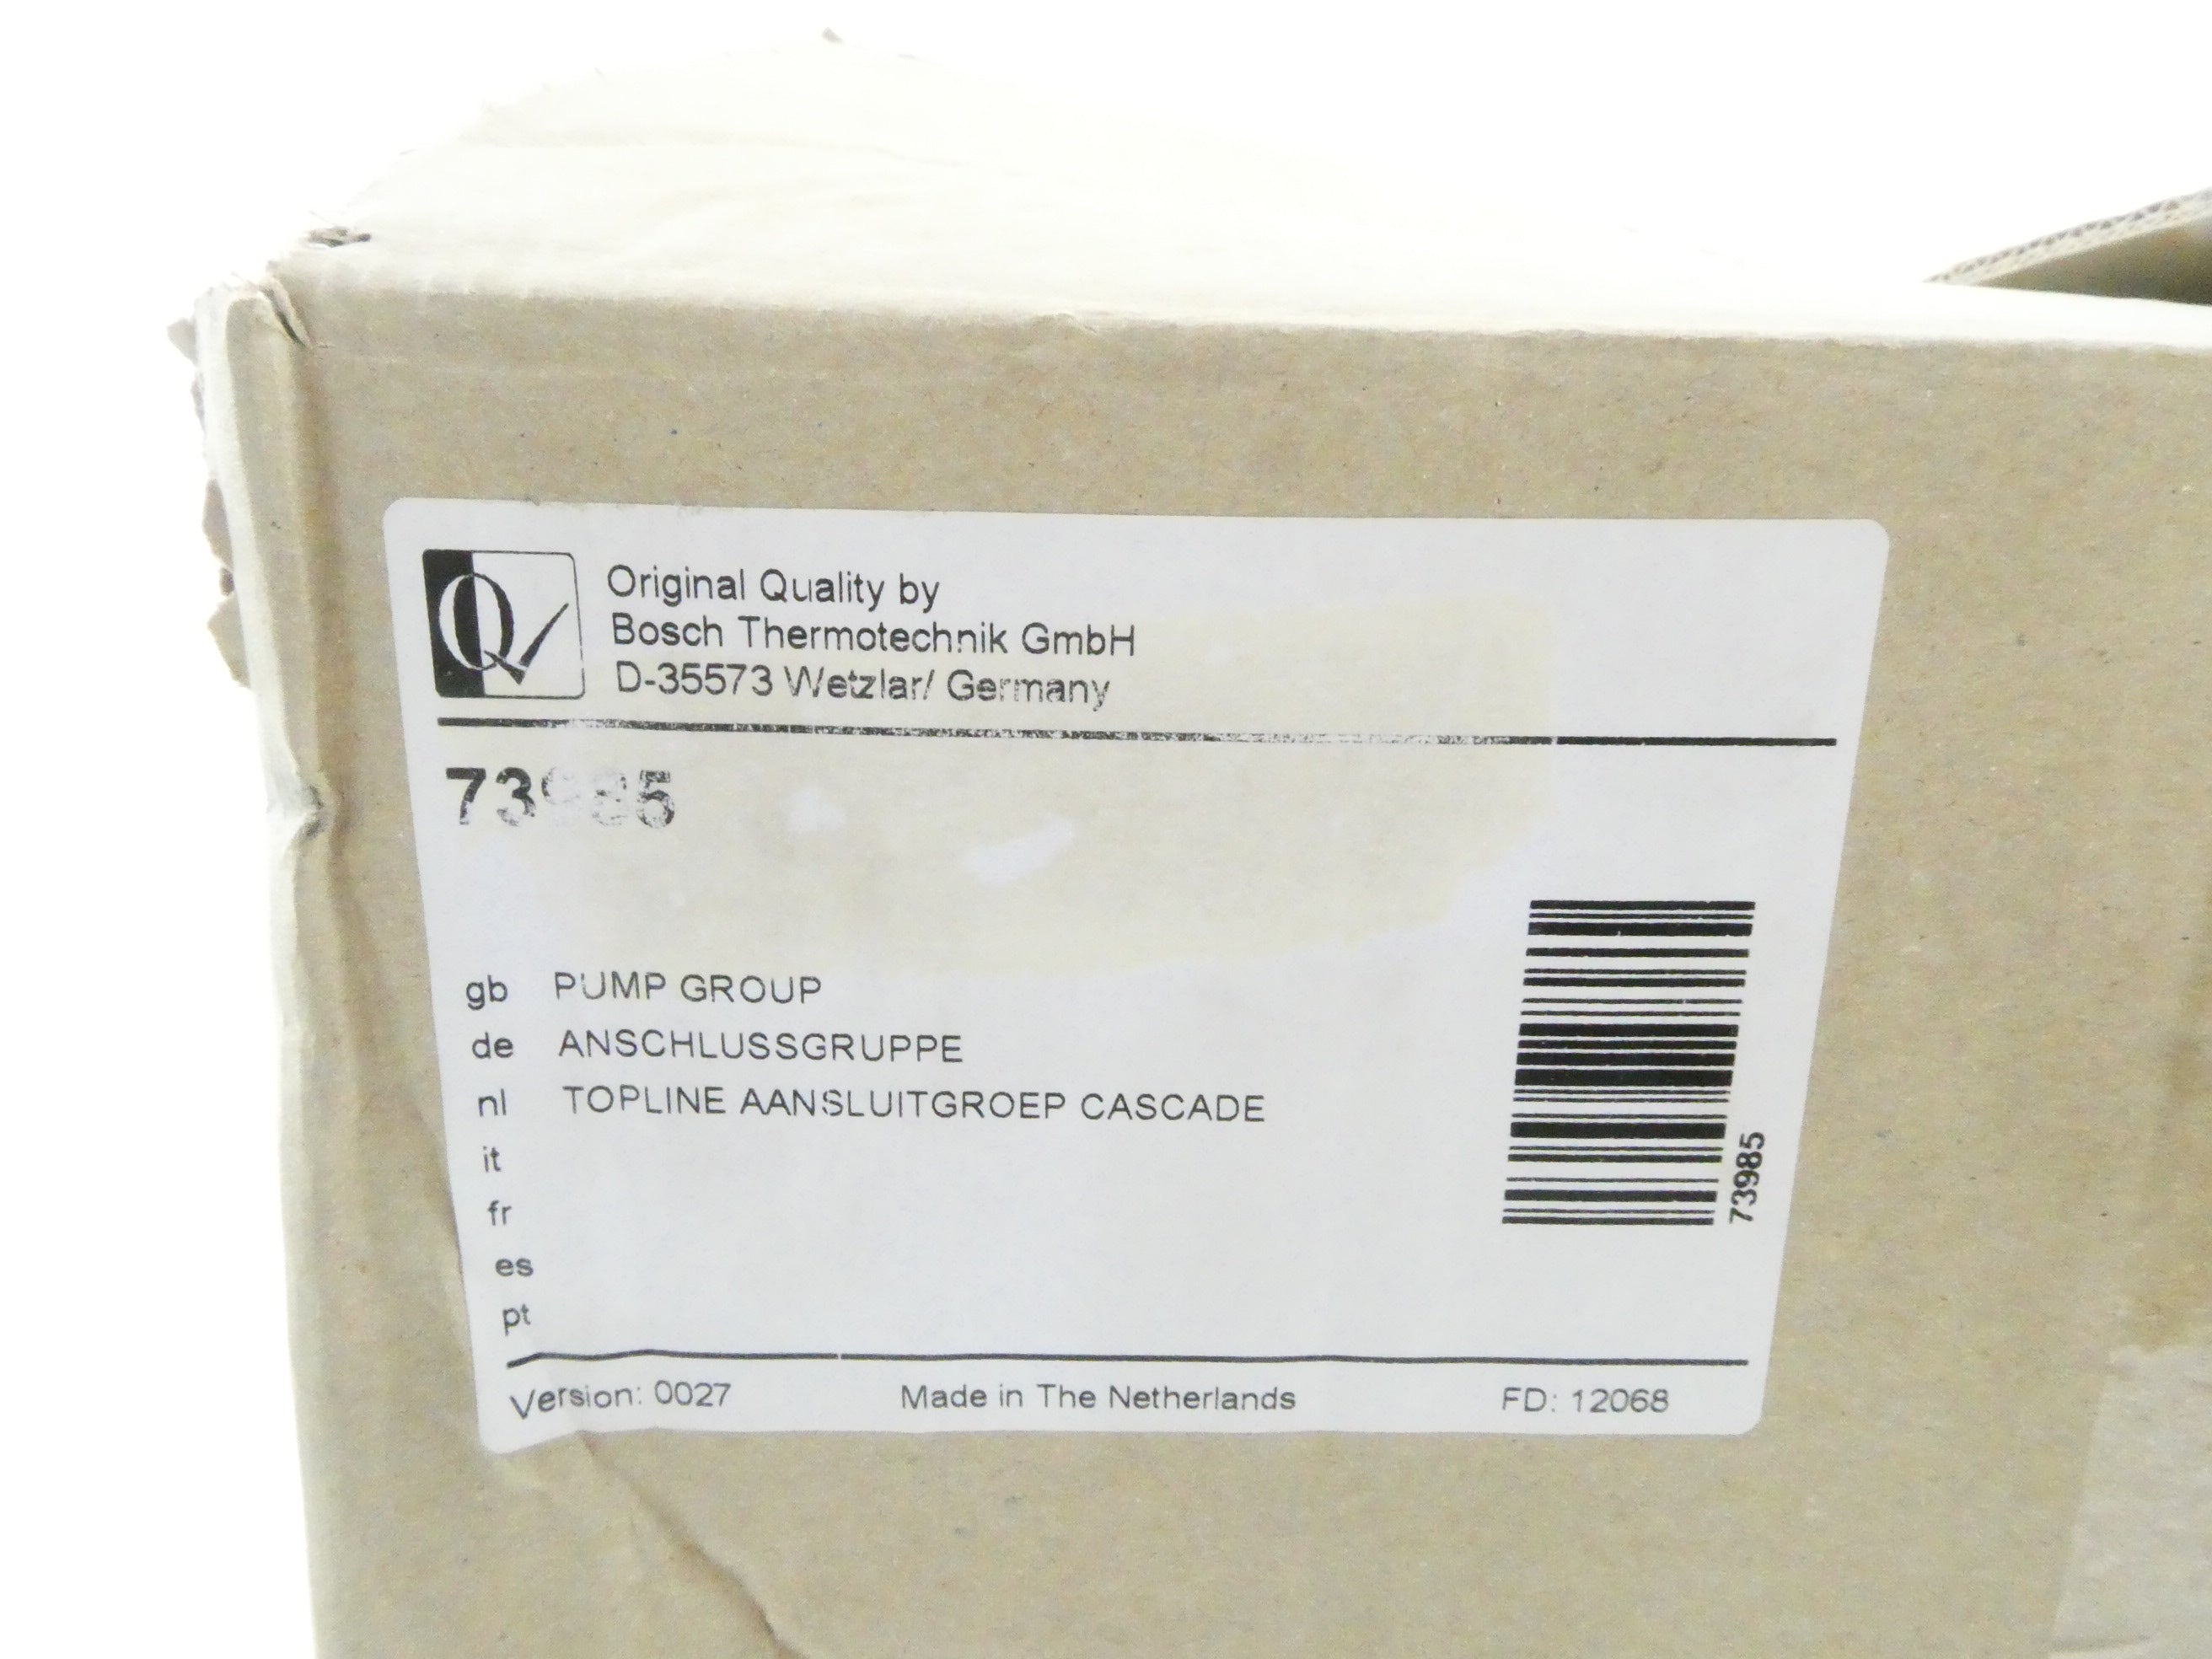 Original Quality by
Bosch Thermotechnik GmbH
D-35573 Wetzlar/ Germany
73985
gb PUMP GROUP
de ANSCHLUSSGRUPPE
nl TOPLINE AANSLUITGROEP CASCADE
it
fr
es
pt
73985
Version: 0027 Made in The Netherlands FD: 12068